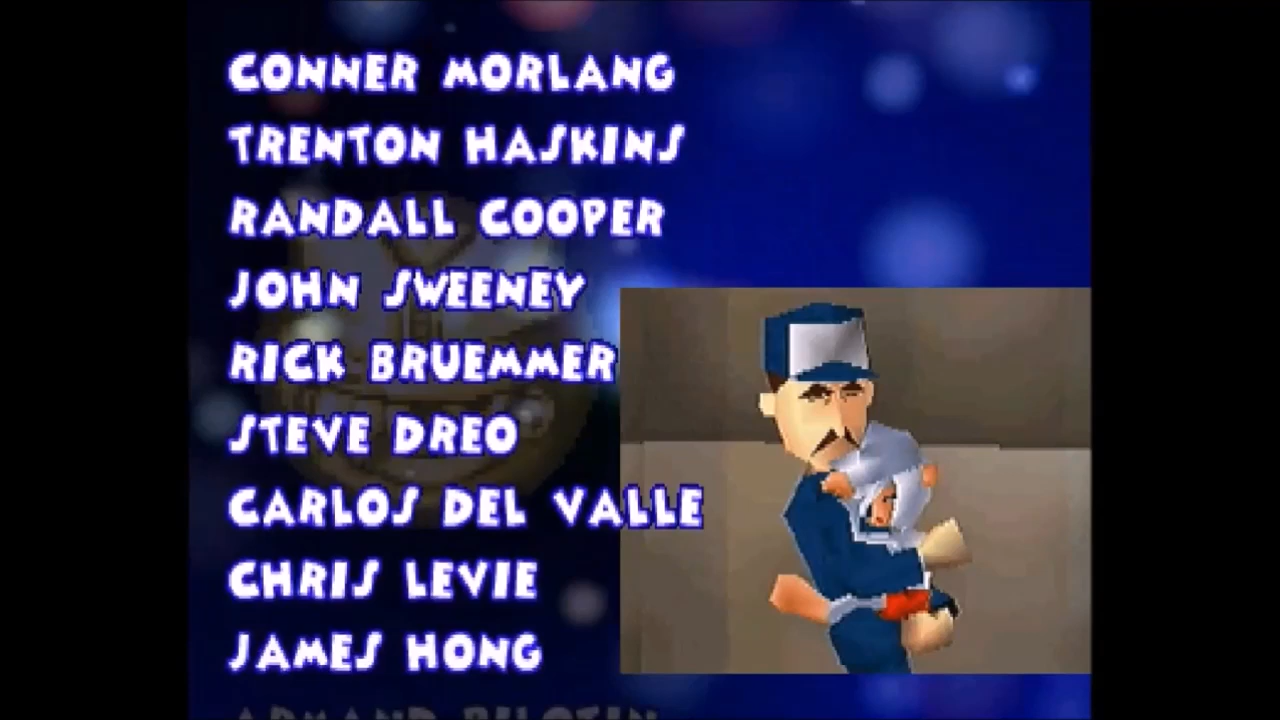 CONNER MORLANG
TRENTON HASKINS
RANDALL COOPER
JOHN SWEENEY
RICK BRUEMMER
STEVE DREO
CARLOS DEL VALLE
CHRIS LEVIE
JAMES HONG